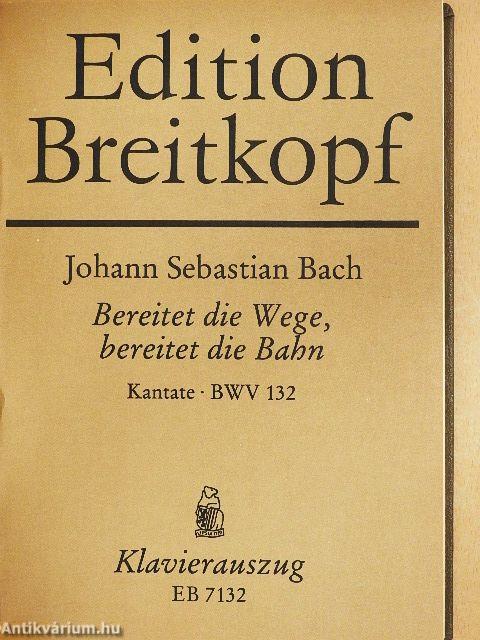 Edition
Breitkopf
Johann Sebastian Bach
Bereitet die Wege,
bereitet die Bahn
Kantate · BWV 132
Klavierauszug
EB 7132
Antikvárium.hu